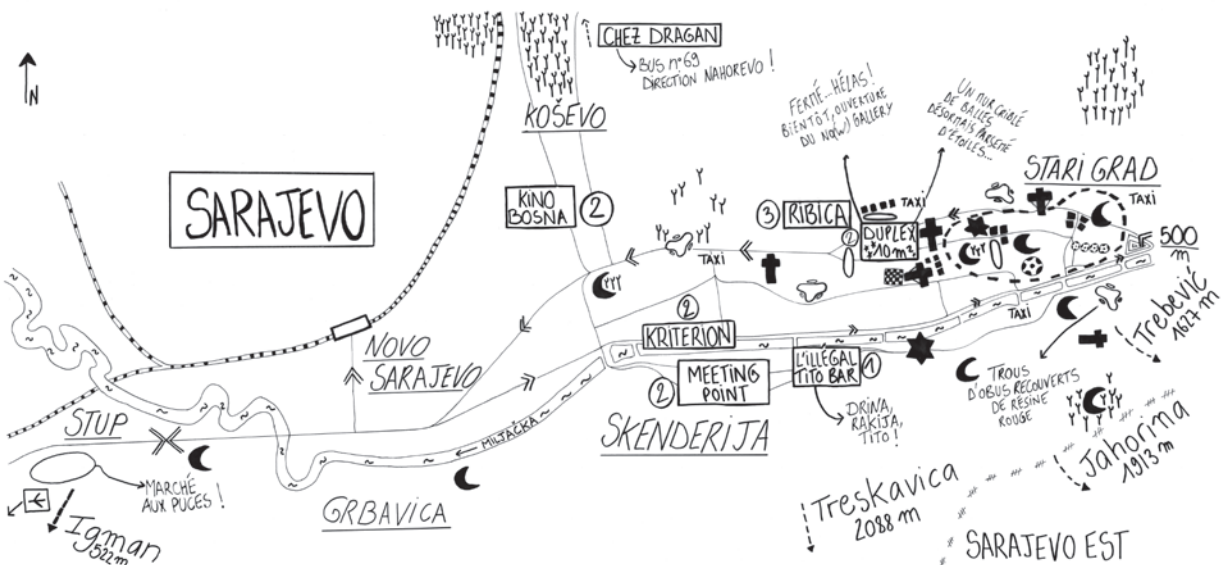 N
SARAJEVO
CHEZ DRAGAN
BUS n°69
DIRECTION NAHOREVO !
KOŠEVO
KINO
BOSNA
2
FERMÉ... HÉLAS !
BIENTÔT, OUVERTURE
DU NO(W) GALLERY
UN MUR CRIBLÉ
DE BALLES
DÉSORMAIS PARSEMÉ
D'ÉTOILES...
STARI GRAD
TAXI
TAXI
3
RIBICA
2
DUPLEX
10 m²
TAXI
500
m
Trebević
1627 m
2
KRITERION
TAXI
NOVO
SARAJEVO
2
MEETING
POINT
L'ILLÉGAL
TITO BAR
1
DRINA,
RAKIJA,
TITO !
TROUS
D'OBUS RECOUVERTS
DE RÉSINE
ROUGE
SKENDERIJA
MILJAČKA
STUP
MARCHÉ
AUX PUCES !
GRBAVICA
Igman
522 m
Treskavica
2088 m
Jahorina
1913 m
SARAJEVO EST